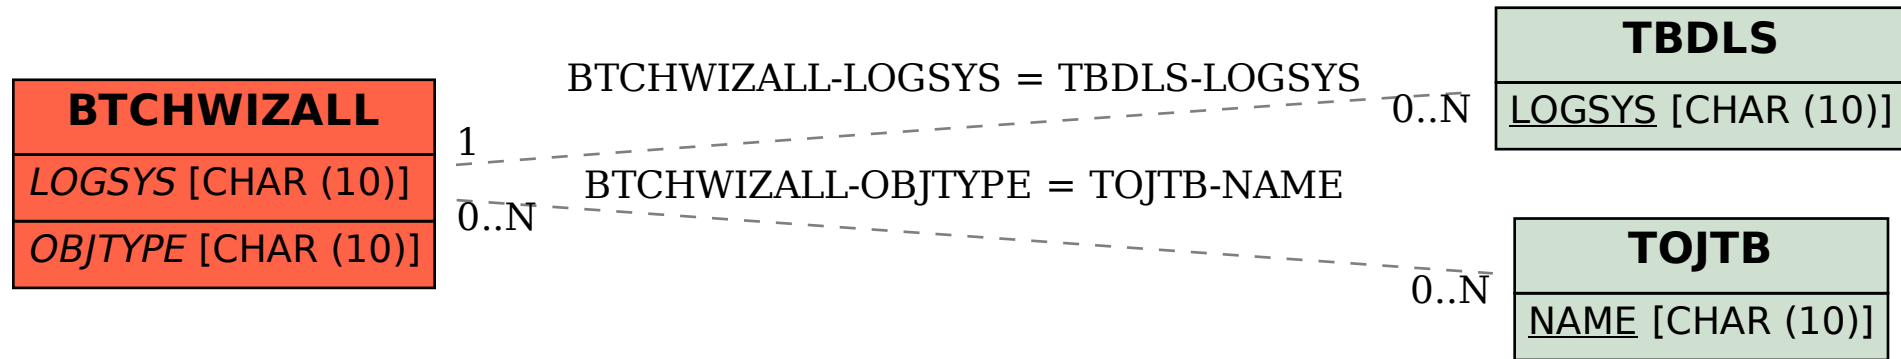 BTCHWIZALL
LOGSYS [CHAR (10)]
OBJTYPE [CHAR (10)]
BTCHWIZALL-LOGSYS = TBDLS-LOGSYS
1
0..N
BTCHWIZALL-OBJTYPE = TOJTB-NAME
0..N
0..N
TBDLS
LOGSYS [CHAR (10)]
TOJTB
NAME [CHAR (10)]